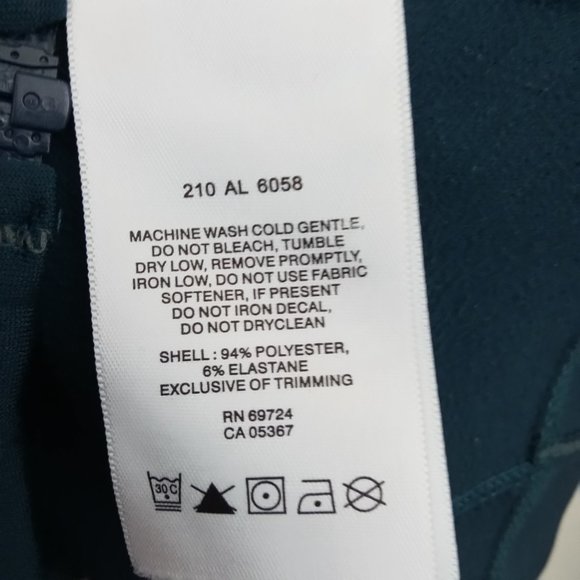 210 AL 6058
MACHINE WASH COLD GENTLE,
DO NOT BLEACH, TUMBLE
DRY LOW, REMOVE PROMPTLY,
IRON LOW, DO NOT USE FABRIC
SOFTENER, IF PRESENT
DO NOT IRON DECAL,
DO NOT DRYCLEAN
SHELL : 94% POLYESTER,
6% ELASTANE
EXCLUSIVE OF TRIMMING
RN 69724
CA 05367
30C